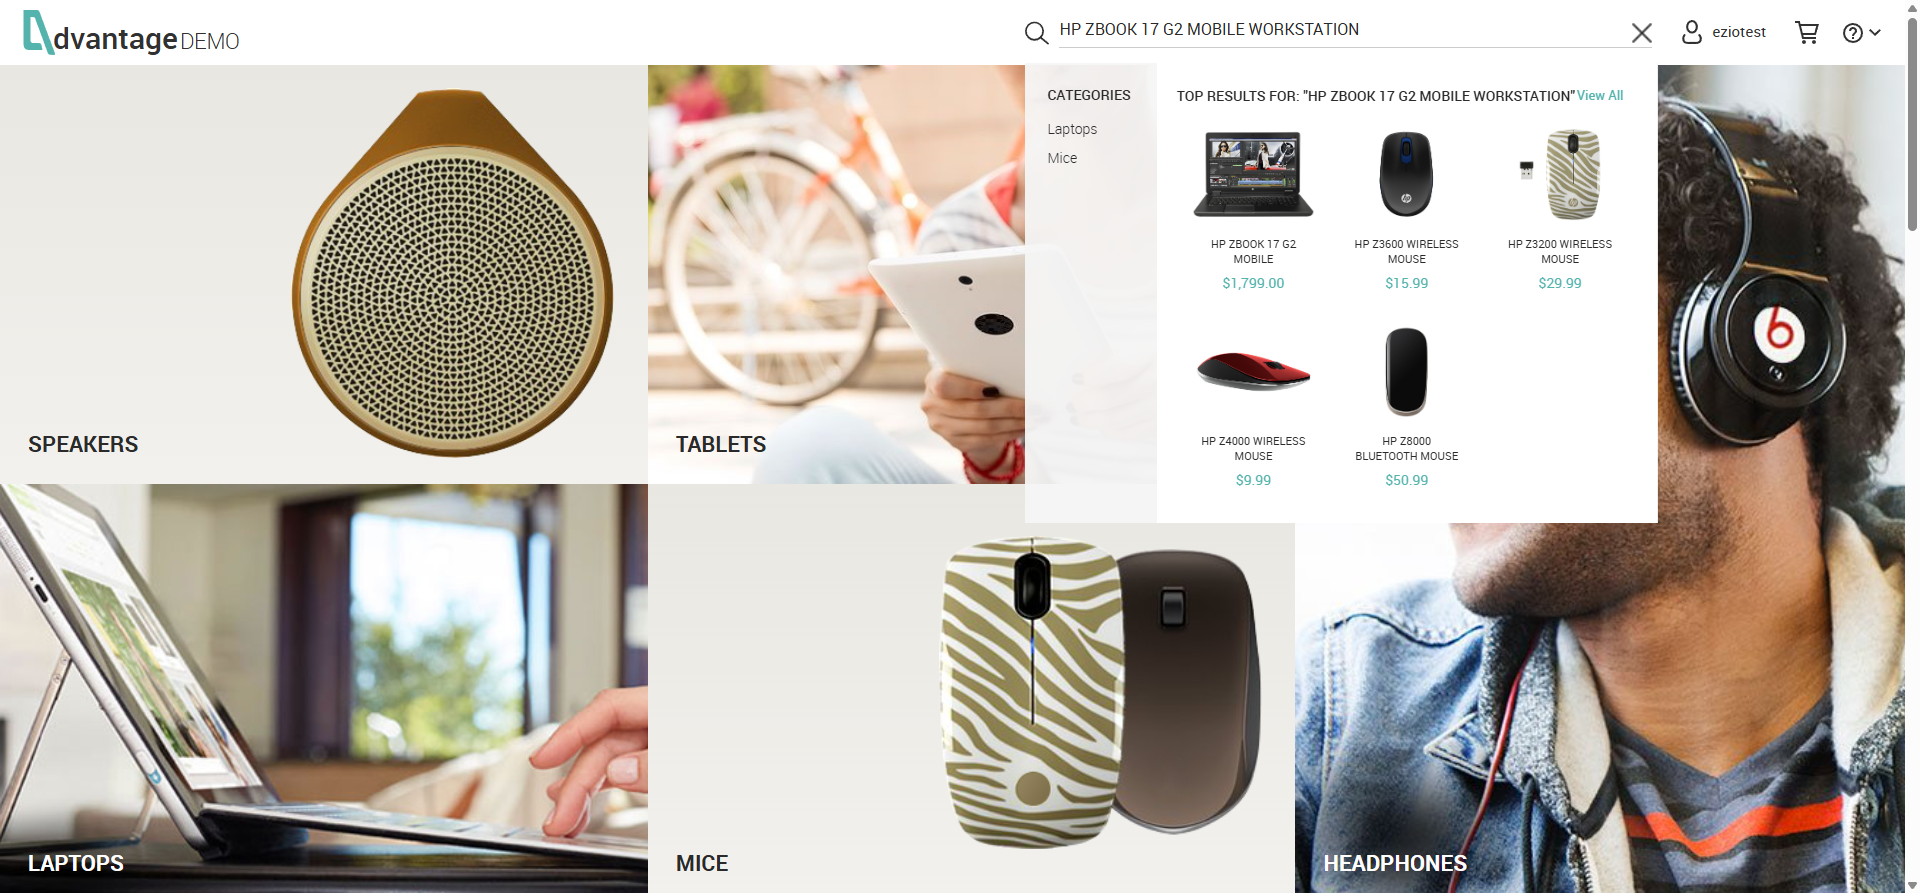 dvantage DEMO
HP ZBOOK 17 G2 MOBILE WORKSTATION
eziotest
CATEGORIES
Laptops
Mice
TOP RESULTS FOR: "HP ZBOOK 17 G2 MOBILE WORKSTATION" View All
HP ZBOOK 17 G2
MOBILE
$1,799.00
HP Z3600 WIRELESS
MOUSE
$15.99
HP Z3200 WIRELESS
MOUSE
$29.99
HP Z4000 WIRELESS
MOUSE
$9.99
HP Z8000
BLUETOOTH MOUSE
$50.99
SPEAKERS
TABLETS
LAPTOPS
MICE
HEADPHONES